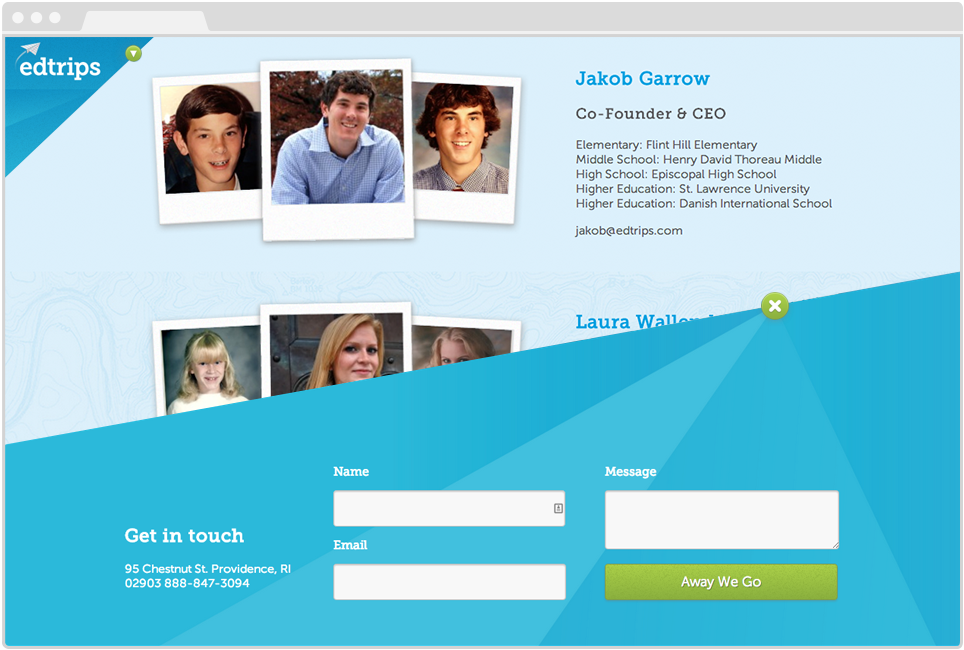 edtrips
Jakob Garrow
Co-Founder & CEO
Elementary: Flint Hill Elementary
Middle School: Henry David Thoreau Middle
High School: Episcopal High School
Higher Education: St. Lawrence University
Higher Education: Danish International School
jakob@edtrips.com
Laura
Name
Message
Get in touch
Email
95 Chestnut St. Providence, RI
02903 888-847-3094
Away We Go